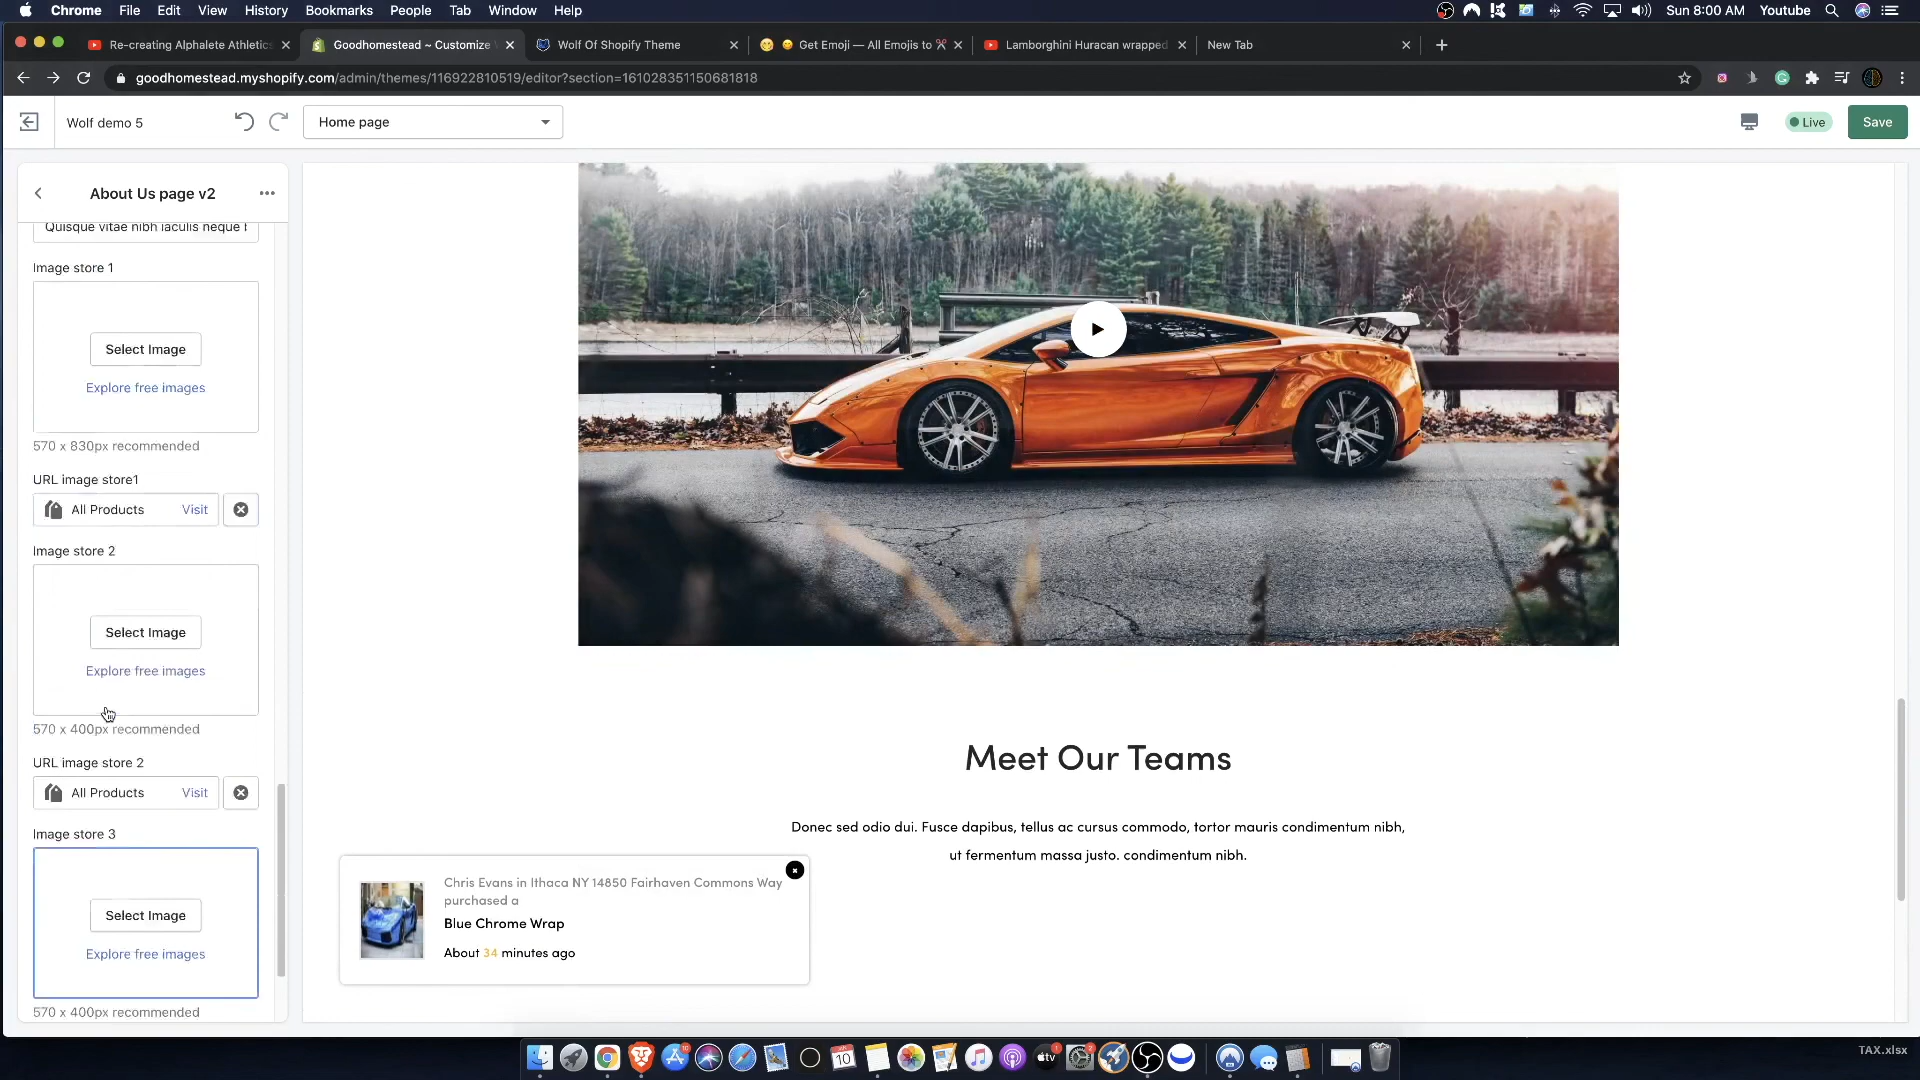 Chrome File Edit View History Bookmarks People Tab Window Help Sun 8:00 AM Youtube
Re-creating Alphalete Athletics Goodhomestead ~ Customize Wolf Of Shopify Theme Get Emoji — All Emojis to Lamborghini Huracan wrapped New Tab
goodhomestead.myshopify.com/admin/themes/116922810519/editor?section=161028351150681818
Wolf demo 5 Home page Live Save
About Us page v2
Quisque vitae nibh iaculis neque
Image store 1
Select Image
Explore free images
570 x 830px recommended
URL image store1
All Products Visit
Image store 2
Select Image
Explore free images
570 x 400px recommended
URL image store 2
All Products Visit
Image store 3
Select Image
Explore free images
570 x 400px recommended
Meet Our Teams
Donec sed odio dui. Fusce dapibus, tellus ac cursus commodo, tortor mauris condimentum nibh,
ut fermentum massa justo. condimentum nibh.
Chris Evans in Ithaca NY 14850 Fairhaven Commons Way
purchased a
Blue Chrome Wrap
About 34 minutes ago
10
tv
TAX.xlsx